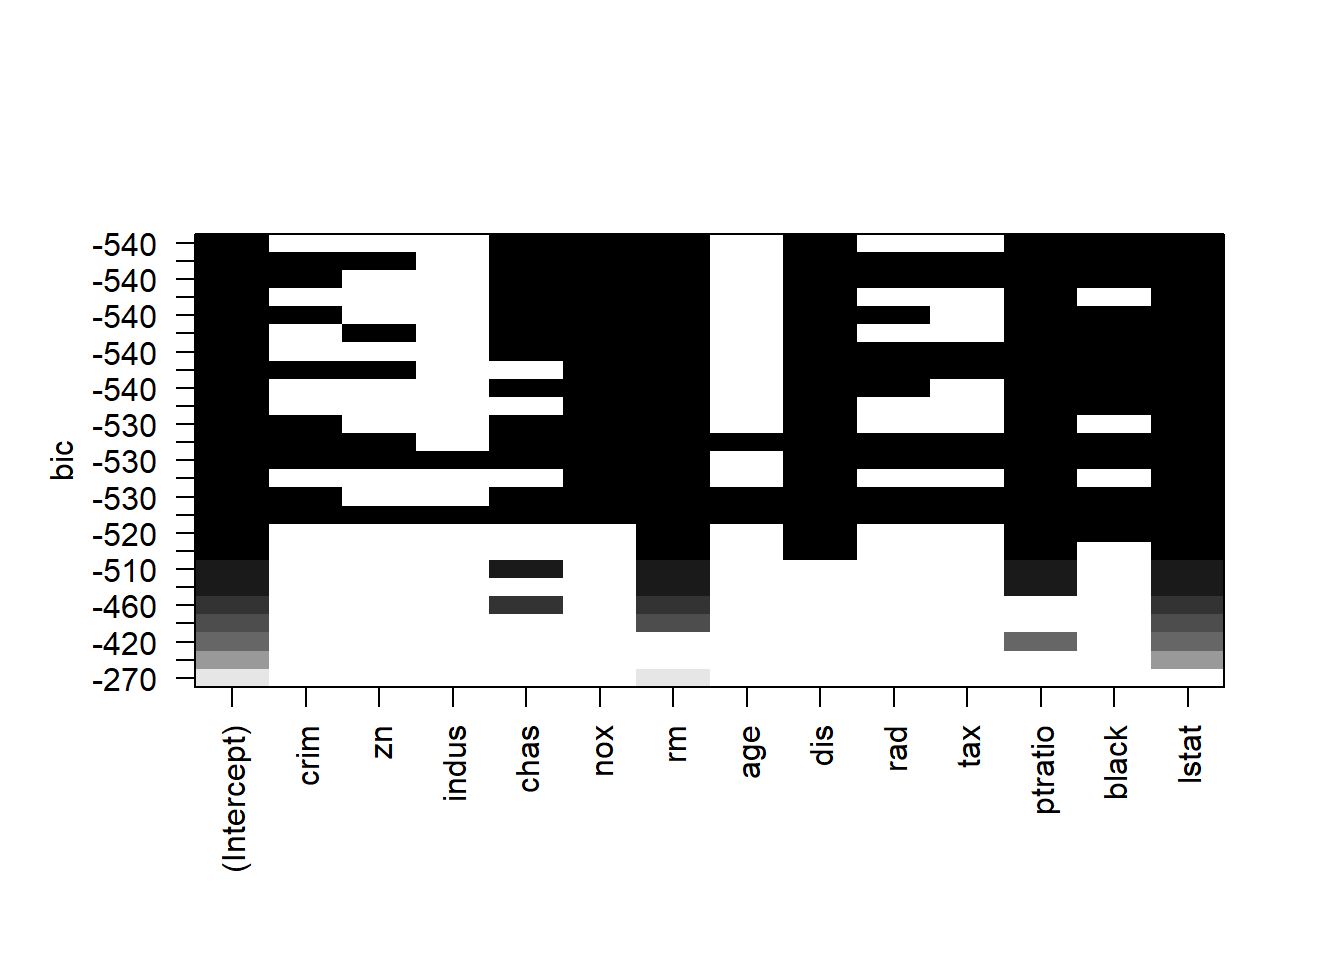 bic
-540
-540
-540
-540
-540
-530
-530
-530
-520
-510
-460
-420
-270
(Intercept)
crim
zn
indus
chas
nox
rm
age
dis
rad
tax
ptratio
black
lstat